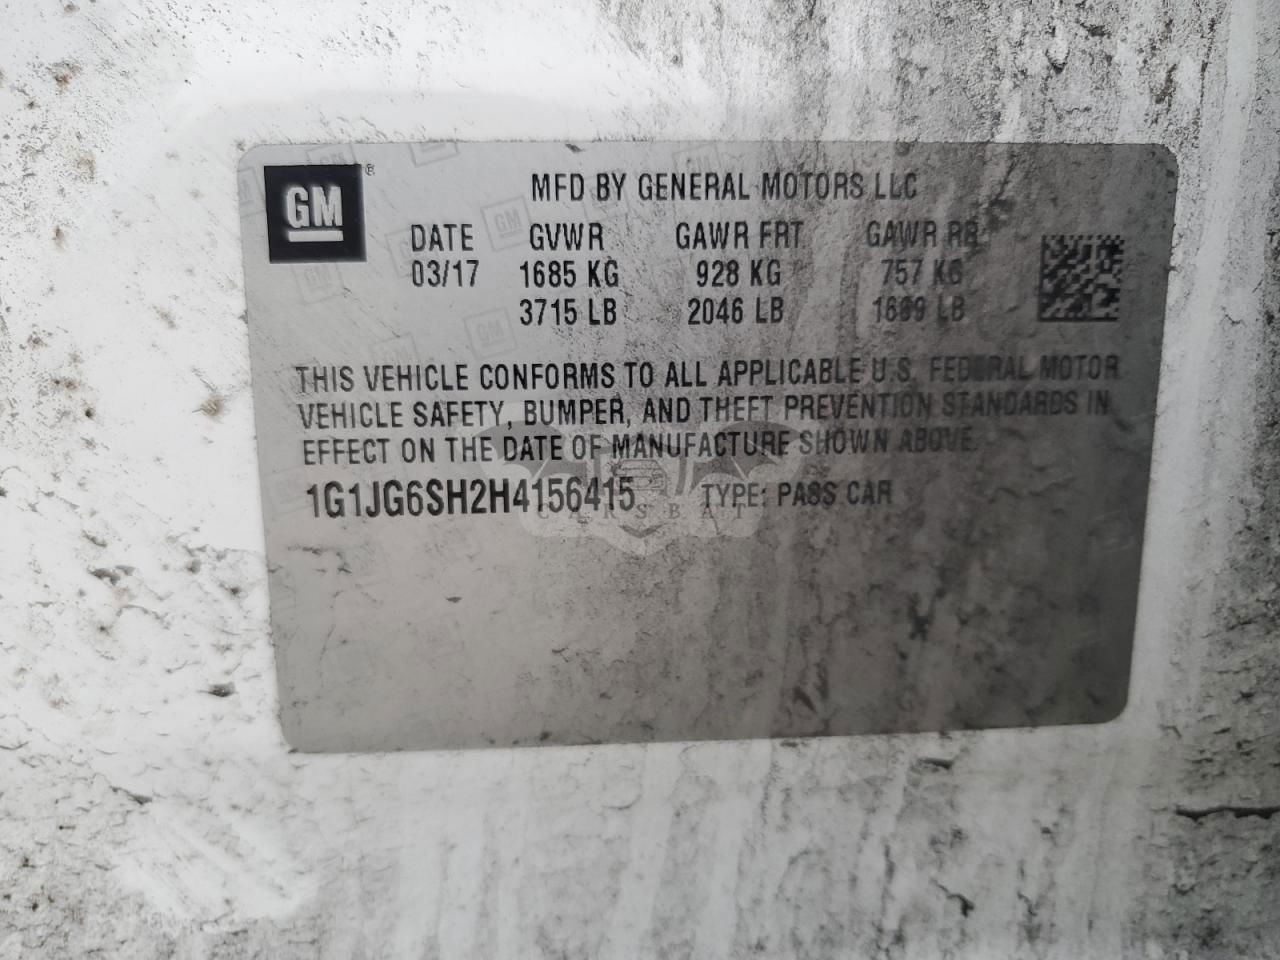 GM ®
MFD BY GENERAL MOTORS LLC
DATE GVWR GAWR FRT GAWR RR
03/17 1685 KG 928 KG 757 KG
3715 LB 2046 LB 1669 LB
THIS VEHICLE CONFORMS TO ALL APPLICABLE U.S. FEDERAL MOTOR
VEHICLE SAFETY, BUMPER, AND THEFT PREVENTION STANDARDS IN
EFFECT ON THE DATE OF MANUFACTURE SHOWN ABOVE.
1G1JG6SH2H4156415 TYPE: PASS CAR
CARSBAT